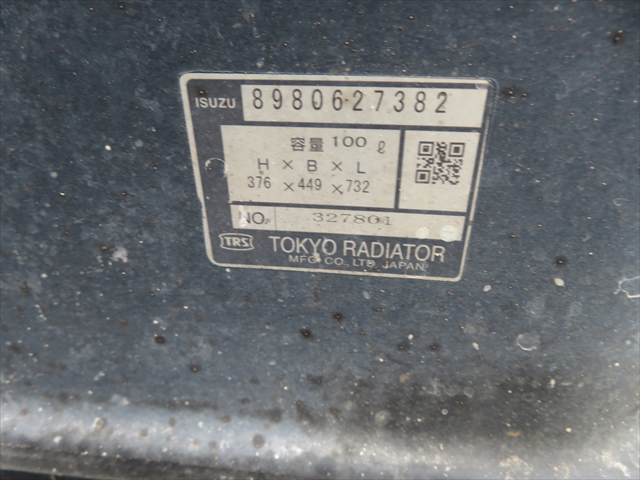 ISUZU 8980627382
容量 100 ℓ
H × B × L
376 × 449 × 732
NO. 327804
TRS TOKYO RADIATOR
MFG. CO., LTD. JAPAN